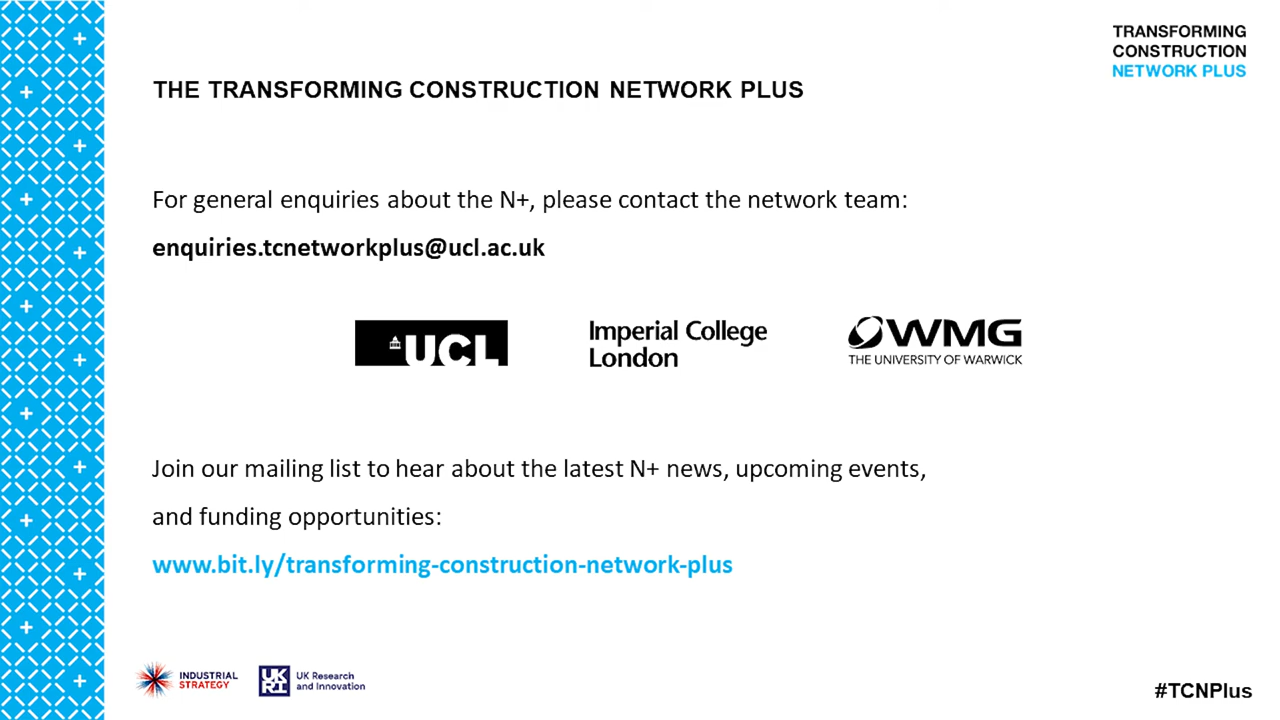 TRANSFORMING
CONSTRUCTION
NETWORK PLUS
THE TRANSFORMING CONSTRUCTION NETWORK PLUS
For general enquiries about the N+, please contact the network team:
enquiries.tcnetworkplus@ucl.ac.uk
UCL
Imperial College
London
WMG
THE UNIVERSITY OF WARWICK
Join our mailing list to hear about the latest N+ news, upcoming events,
and funding opportunities:
www.bit.ly/transforming-construction-network-plus
INDUSTRIAL
STRATEGY
UK
RI
UK Research
and Innovation
#TCNPlus